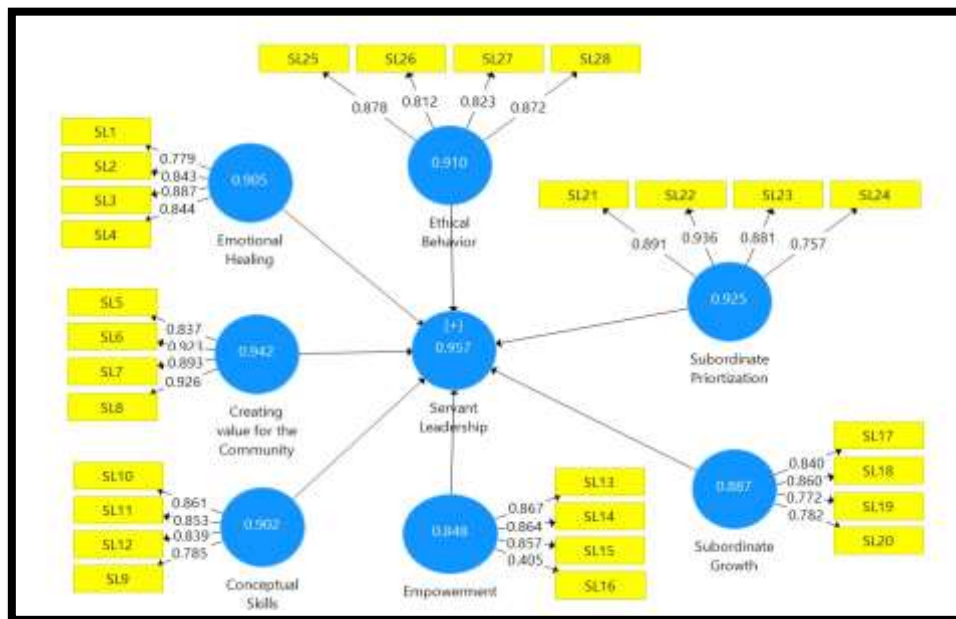 SL25
SL26
SL27
SL28
0.878
0.812
0.823
0.872
0.910
Ethical
Behavior
SL1
SL2
SL3
SL4
0.779
0.843
0.887
0.844
0.905
Emotional
Healing
SL21
SL22
SL23
SL24
0.891
0.936
0.881
0.757
0.925
Subordinate
Priortization
SL5
SL6
SL7
SL8
0.837
0.923
0.893
0.926
0.942
Creating
value for the
Community
[+]
0.957
Servant
Leadership
SL10
SL11
SL12
SL9
0.861
0.853
0.839
0.785
0.902
Conceptual
Skills
0.848
Empowerment
0.867
0.864
0.857
0.405
SL13
SL14
SL15
SL16
0.887
Subordinate
Growth
0.840
0.860
0.772
0.782
SL17
SL18
SL19
SL20